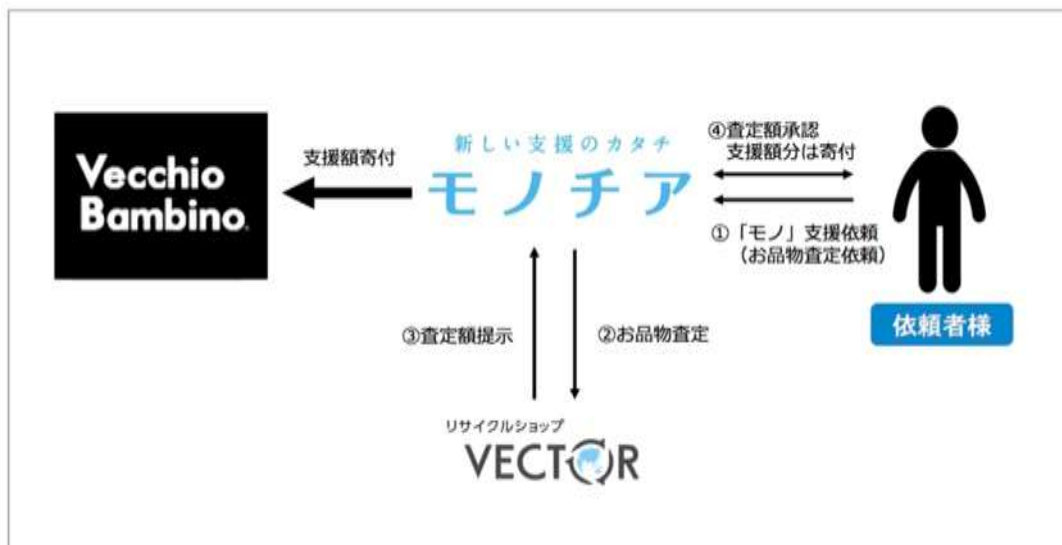 Vecchio
Bambino.
支援額寄付
新しい支援のカタチ
モノチア
④査定額承認
支援額分は寄付
①「モノ」支援依頼
(お品物査定依頼)
依頼者様
③査定額提示
②お品物査定
リサイクルショップ
VECTOR